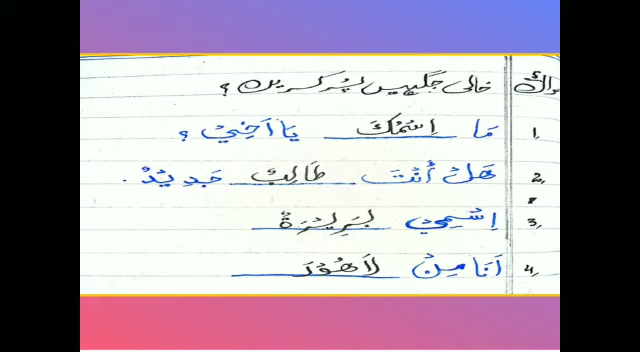 خالی جگہیں پُر کریں ؟
1. مَا اِسْمُكَ يَا اَخِيْ ؟
2. هَلْ أَنْتَ طَالِبٌ جَدِيْدٌ .
3. اِسْمِيْ بَرِيْرَةٌ
4. اَنَا مِنْ لَاهُوْرَ